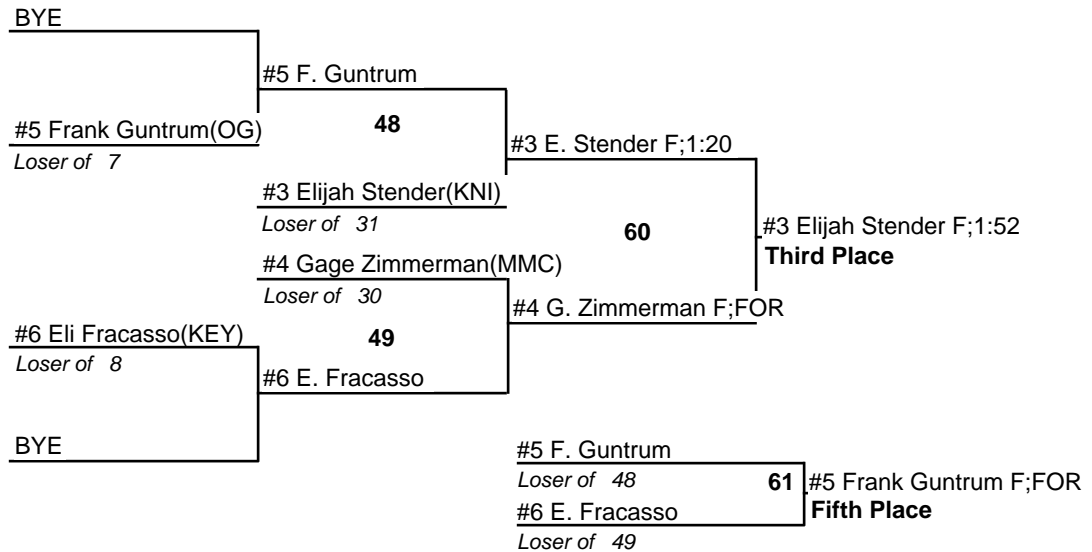 BYE
#5 F. Guntrum
#5 Frank Guntrum(OG)
Loser of 7
48
#3 E. Stender F;1:20
#3 Elijah Stender(KNI)
Loser of 31
60
#3 Elijah Stender F;1:52
Third Place
#4 Gage Zimmerman(MMC)
Loser of 30
#4 G. Zimmerman F;FOR
#6 Eli Fracasso(KEY)
Loser of 8
49
#6 E. Fracasso
BYE
#5 F. Guntrum
Loser of 48
61
#5 Frank Guntrum F;FOR
Fifth Place
#6 E. Fracasso
Loser of 49